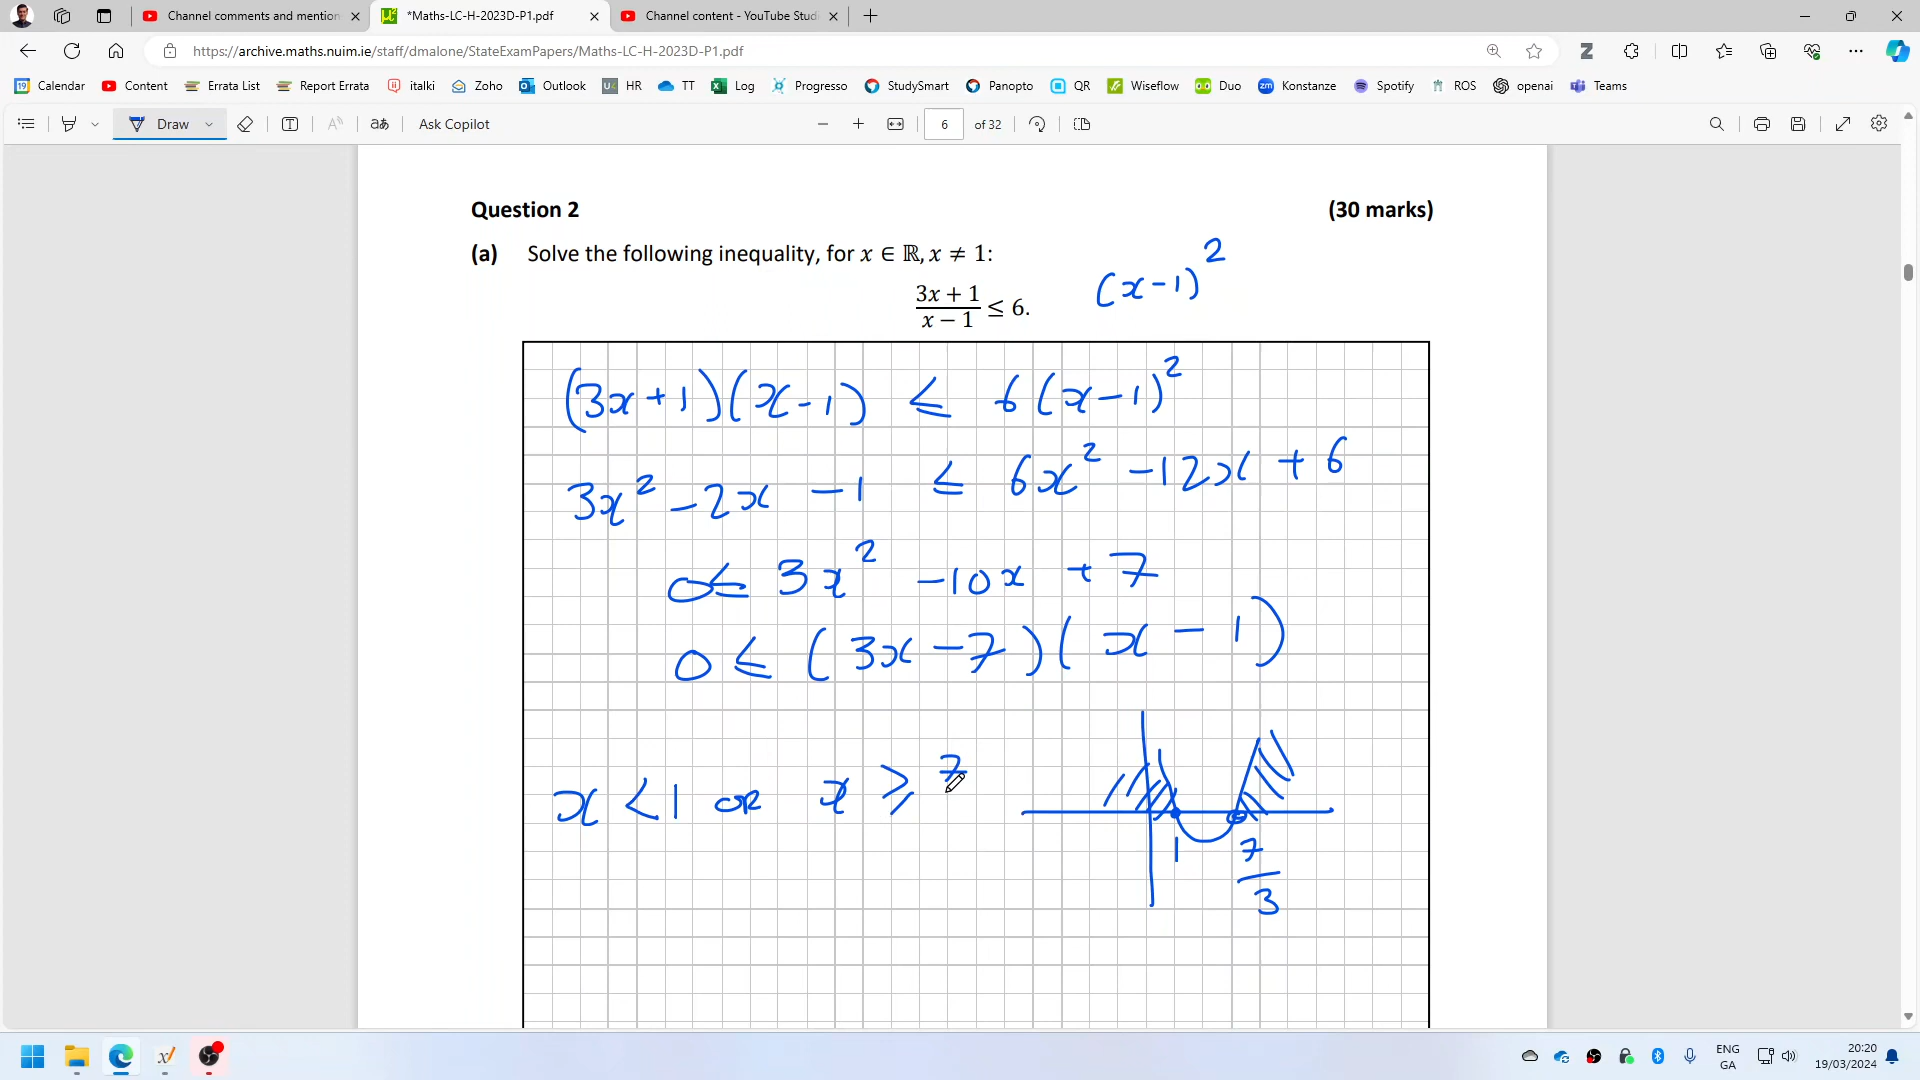 Channel comments and mention
*Maths-LC-H-2023D-P1.pdf
Channel content - YouTube Studi
https://archive.maths.nuim.ie/staff/dmalone/StateExamPapers/Maths-LC-H-2023D-P1.pdf
Calendar Content Errata List Report Errata italki Zoho Outlook HR TT Log Progresso StudySmart Panopto QR Wiseflow Duo Konstanze Spotify ROS openai Teams
Draw Ask Copilot 6 of 32
Question 2 (30 marks)
(a) Solve the following inequality, for x ∈ ℝ, x ≠ 1:
(3x + 1)/(x − 1) ≤ 6.
(x-1)²
(3x+1)(x-1) ≤ 6(x-1)²
3x² -2x -1 ≤ 6x² -12x + 6
0 ≤ 3x² -10x + 7
0 ≤ (3x-7)(x-1)
x < 1 or x ≥ 7
1 7/3
ENG
GA
20:20
19/03/2024